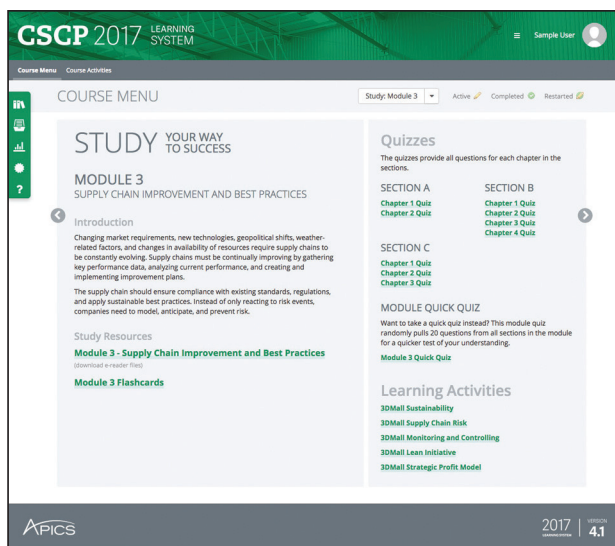 CSCP 2017 LEARNING SYSTEM
Sample User
Course Menu Course Activities
COURSE MENU
Study: Module 3
Active
Completed
Restarted
STUDY YOUR WAY TO SUCCESS
MODULE 3
SUPPLY CHAIN IMPROVEMENT AND BEST PRACTICES
Introduction
Changing market requirements, new technologies, geopolitical shifts, weather-
related factors, and changes in availability of resources require supply chains to
be constantly evolving. Supply chains must be continually improving by gathering
key performance data, analyzing current performance, and creating and
implementing improvement plans.
The supply chain should ensure compliance with existing standards, regulations,
and apply sustainable best practices. Instead of only reacting to risk events,
companies need to model, anticipate, and prevent risk.
Study Resources
Module 3 - Supply Chain Improvement and Best Practices
(download e-reader files)
Module 3 Flashcards
Quizzes
The quizzes provide all questions for each chapter in the
sections.
SECTION A
Chapter 1 Quiz
Chapter 2 Quiz
SECTION B
Chapter 1 Quiz
Chapter 2 Quiz
Chapter 3 Quiz
Chapter 4 Quiz
SECTION C
Chapter 1 Quiz
Chapter 2 Quiz
Chapter 3 Quiz
MODULE QUICK QUIZ
Want to take a quick quiz instead? This module quiz
randomly pulls 20 questions from all sections in the module
for a quicker test of your understanding.
Module 3 Quick Quiz
Learning Activities
3DMall Sustainability
3DMall Supply Chain Risk
3DMall Monitoring and Controlling
3DMall Lean Initiative
3DMall Strategic Profit Model
?
APICS
2017
LEARNING SYSTEM
VERSION
4.1